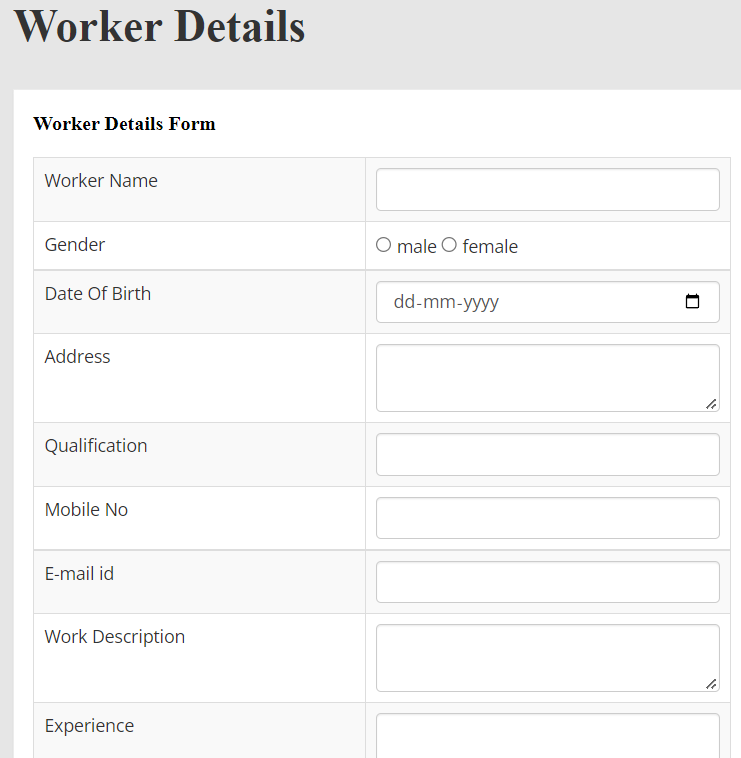 Worker Details
Worker Details Form
Worker Name
Gender male female
Date Of Birth dd-mm-yyyy
Address
Qualification
Mobile No
E-mail id
Work Description
Experience